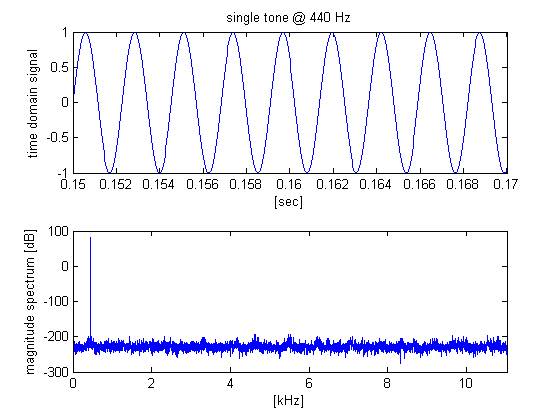 single tone @ 440 Hz
time domain signal
1
0.5
0
-0.5
-1
0.15 0.152 0.154 0.156 0.158 0.16 0.162 0.164 0.166 0.168 0.17
[sec]
magnitude spectrum [dB]
100
0
-100
-200
-300
0 2 4 6 8 10
[kHz]